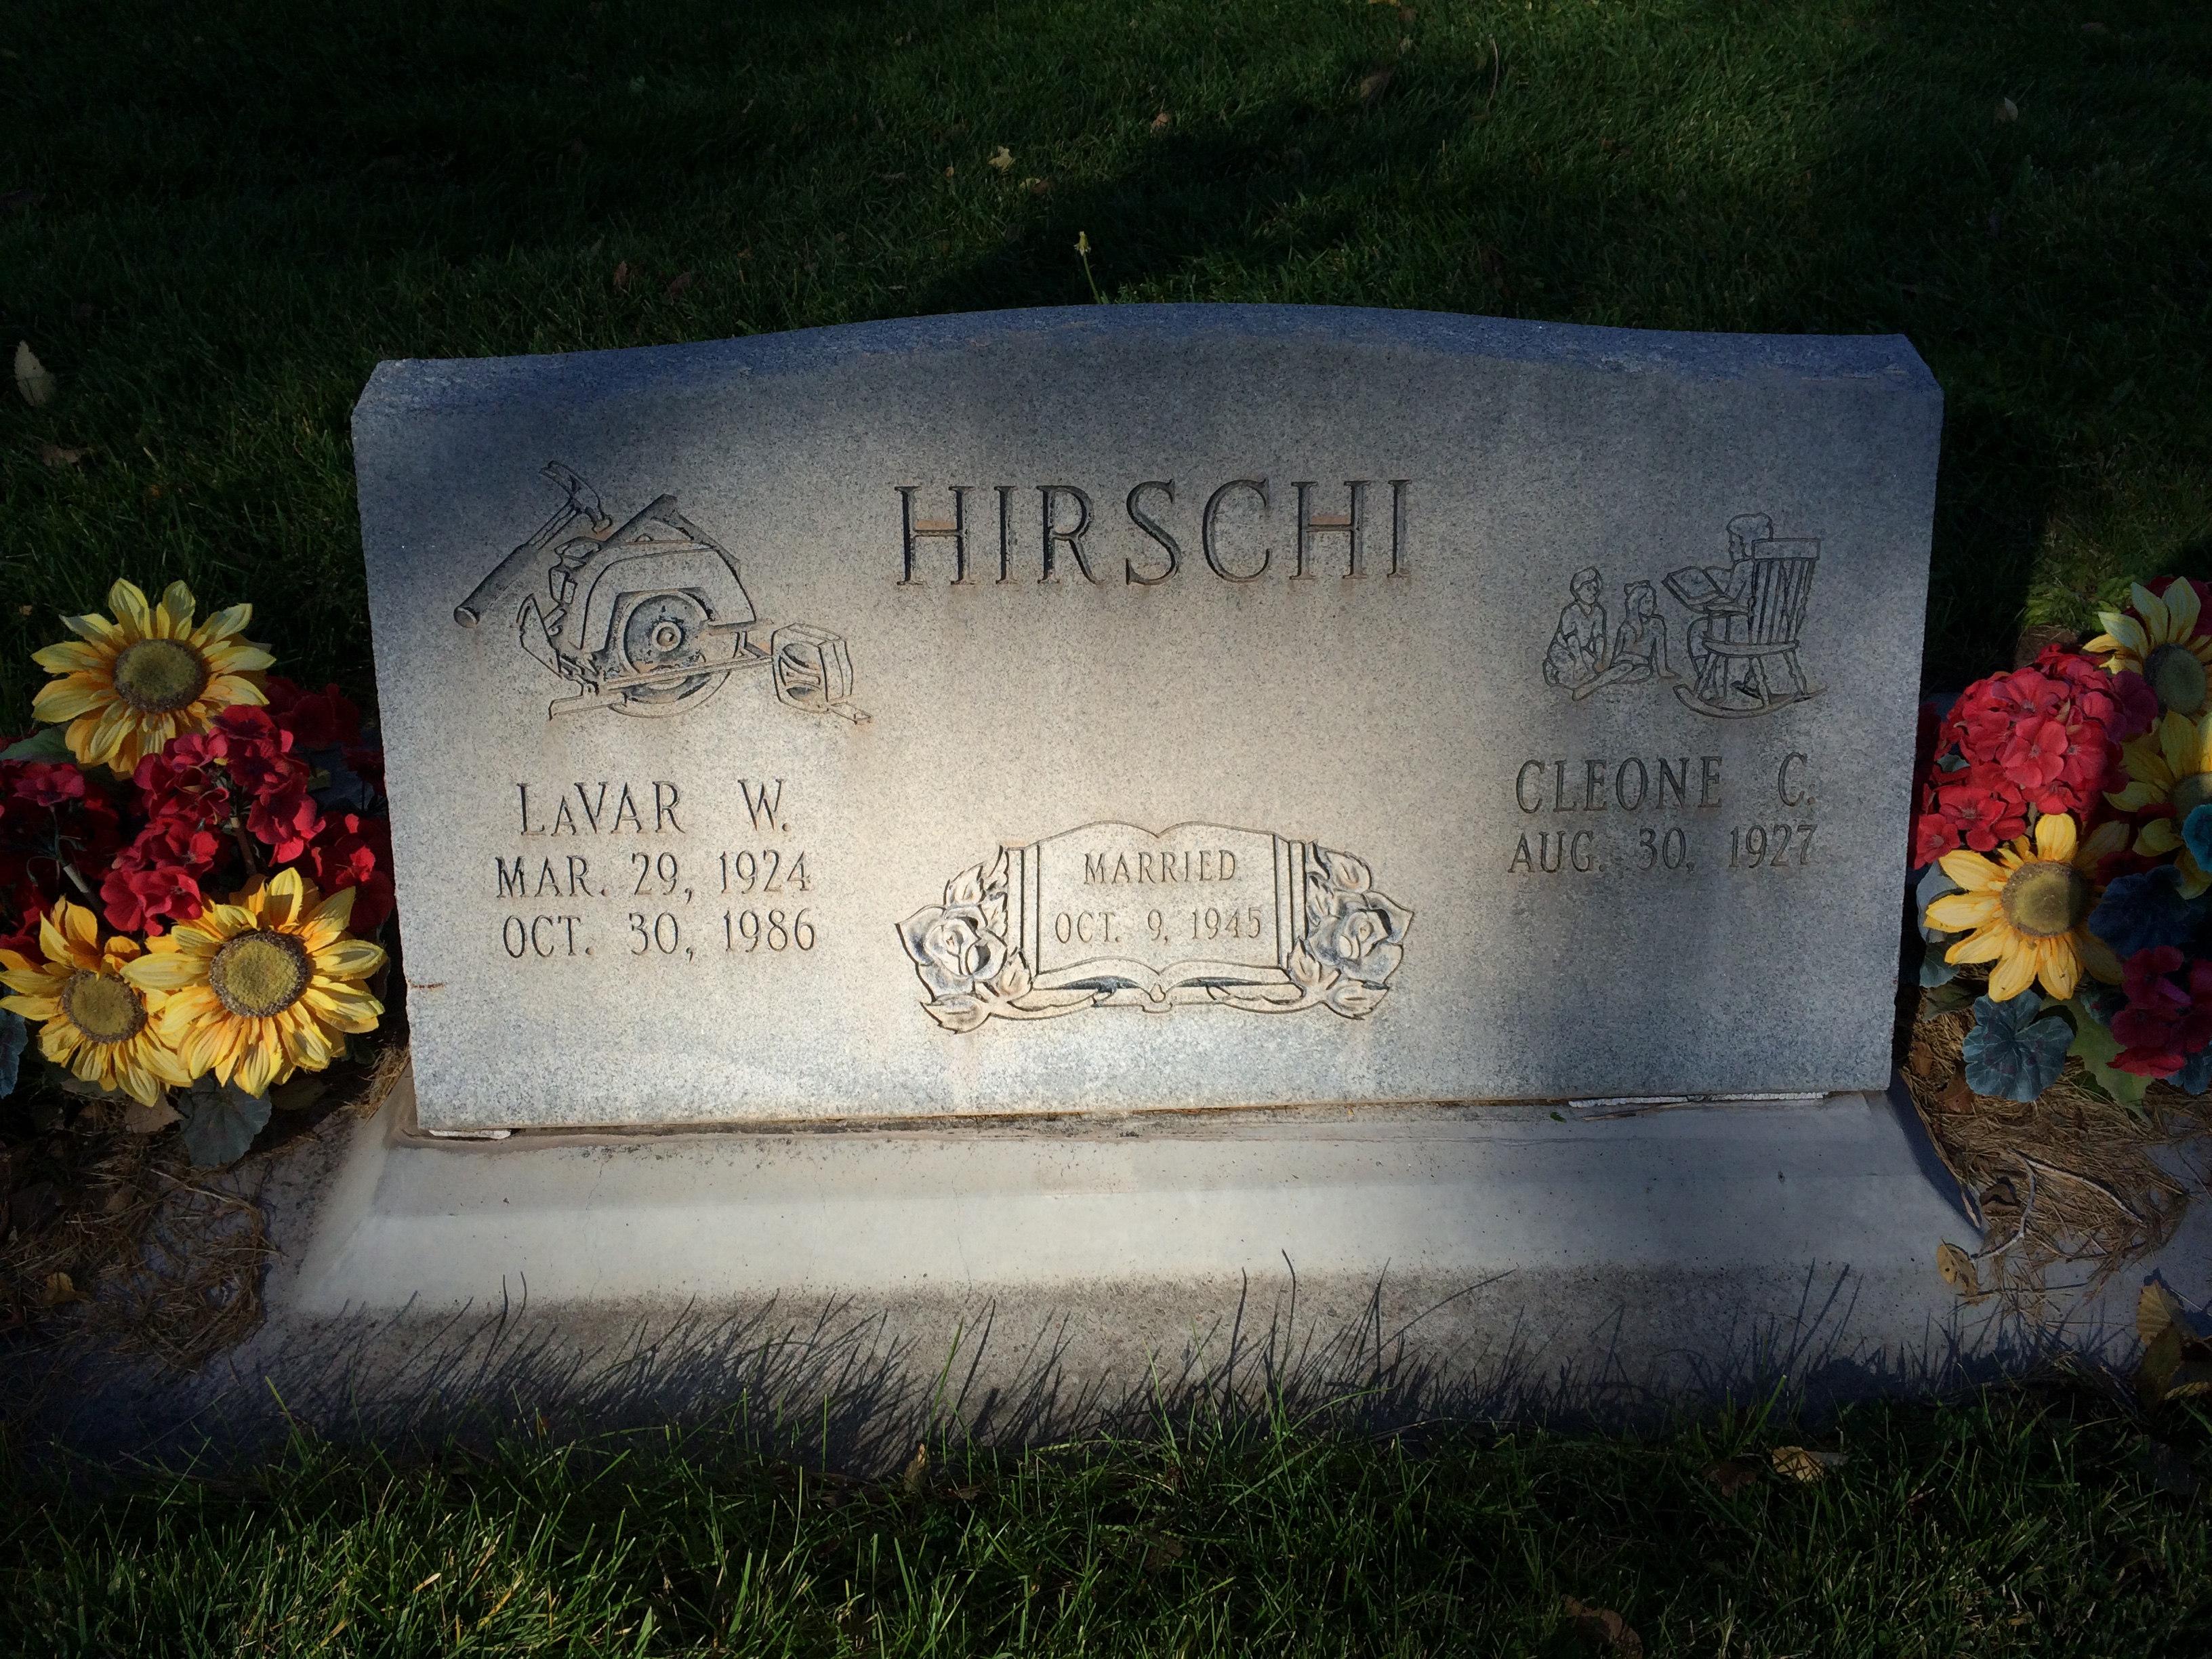 HIRSCHI
LAVAR W.
MAR. 29, 1924
OCT. 30, 1986
MARRIED
OCT. 9, 1945
CLEONE C.
AUG. 30, 1927